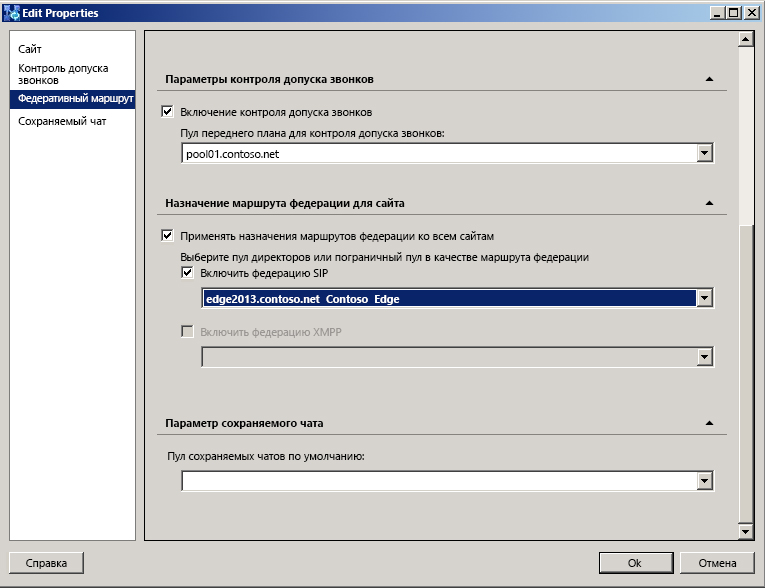 Edit Properties
Сайт
Контроль допуска
звонков
Федеративный маршрут
Сохраняемый чат
Параметры контроля допуска звонков
Включение контроля допуска звонков
Пул переднего плана для контроля допуска звонков:
pool01.contoso.net
Назначение маршрута федерации для сайта
Применять назначения маршрутов федерации ко всем сайтам
Выберите пул директоров или пограничный пул в качестве маршрута федерации
Включить федерацию SIP
edge2013.contoso.net Contoso Edge
Включить федерацию XMPP
Параметр сохраняемого чата
Пул сохраняемых чатов по умолчанию:
Справка
Ok
Отмена